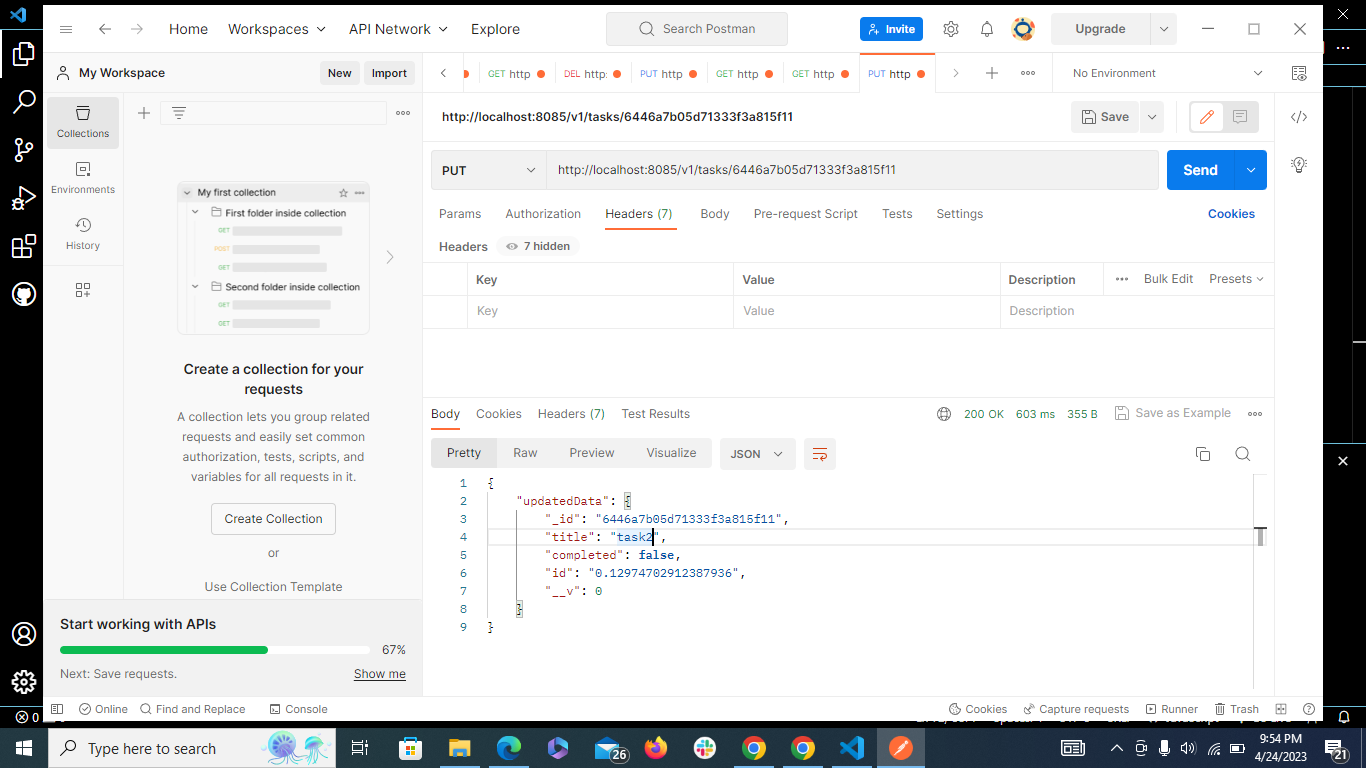 Home
Workspaces
API Network
Explore
Search Postman
Invite
Upgrade
My Workspace
New
Import
GET http
DEL http:
PUT http
GET http
GET http
PUT http
No Environment
Collections
Environments
History
http://localhost:8085/v1/tasks/6446a7b05d71333f3a815f11
Save
PUT
http://localhost:8085/v1/tasks/6446a7b05d71333f3a815f11
Send
Params
Authorization
Headers (7)
Body
Pre-request Script
Tests
Settings
Cookies
Headers
7 hidden
Key
Value
Description
Bulk Edit
Presets
Key
Value
Description
My first collection
First folder inside collection
GET
POST
GET
Second folder inside collection
GET
GET
Create a collection for your
requests
A collection lets you group related
requests and easily set common
authorization, tests, scripts, and
variables for all requests in it.
Create Collection
or
Use Collection Template
Start working with APIs
67%
Next: Save requests.
Show me
Body
Cookies
Headers (7)
Test Results
200 OK
603 ms
355 B
Save as Example
Pretty
Raw
Preview
Visualize
JSON
1 {
2 "updatedData": {
3 "_id": "6446a7b05d71333f3a815f11",
4 "title": "task2",
5 "completed": false,
6 "id": "0.12974702912387936",
7 "__v": 0
8 }
9 }
0
Online
Find and Replace
Console
Cookies
Capture requests
Runner
Trash
Type here to search
26
9:54 PM
4/24/2023
21